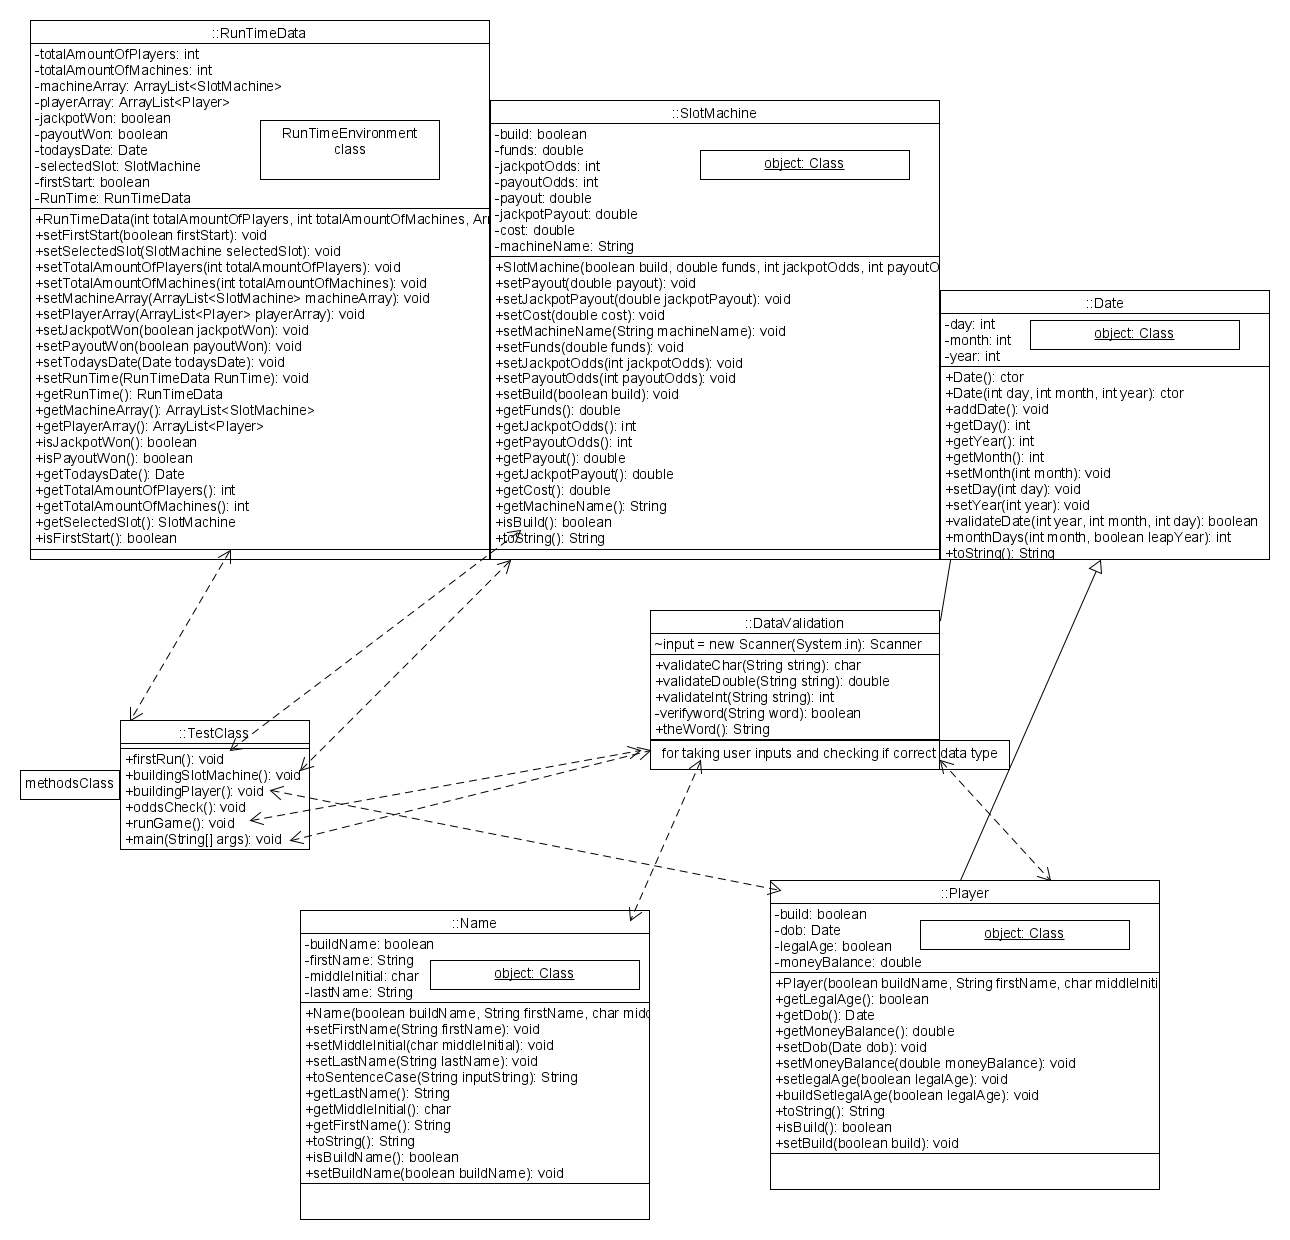 ::RunTimeData
-totalAmountOfPlayers: int
-totalAmountOfMachines: int
-machineArray: ArrayList<SlotMachine>
-playerArray: ArrayList<Player>
-jackpotWon: boolean
-payoutWon: boolean
-todaysDate: Date
-selectedSlot: SlotMachine
-firstStart: boolean
-RunTime: RunTimeData
RunTimeEnvironment
class
+RunTimeData(int totalAmountOfPlayers, int totalAmountOfMachines, Ar
+setFirstStart(boolean firstStart): void
+setSelectedSlot(SlotMachine selectedSlot): void
+setTotalAmountOfPlayers(int totalAmountOfPlayers): void
+setTotalAmountOfMachines(int totalAmountOfMachines): void
+setMachineArray(ArrayList<SlotMachine> machineArray): void
+setPlayerArray(ArrayList<Player> playerArray): void
+setJackpotWon(boolean jackpotWon): void
+setPayoutWon(boolean payoutWon): void
+setTodaysDate(Date todaysDate): void
+setRunTime(RunTimeData RunTime): void
+getRunTime(): RunTimeData
+getMachineArray(): ArrayList<SlotMachine>
+getPlayerArray(): ArrayList<Player>
+isJackpotWon(): boolean
+isPayoutWon(): boolean
+getTodaysDate(): Date
+getTotalAmountOfPlayers(): int
+getTotalAmountOfMachines(): int
+getSelectedSlot(): SlotMachine
+isFirstStart(): boolean
::SlotMachine
-build: boolean
-funds: double
-jackpotOdds: int
-payoutOdds: int
-payout: double
-jackpotPayout: double
-cost: double
-machineName: String
object: Class
+SlotMachine(boolean build, double funds, int jackpotOdds, int payoutO
+setPayout(double payout): void
+setJackpotPayout(double jackpotPayout): void
+setCost(double cost): void
+setMachineName(String machineName): void
+setFunds(double funds): void
+setJackpotOdds(int jackpotOdds): void
+setPayoutOdds(int payoutOdds): void
+setBuild(boolean build): void
+getFunds(): double
+getJackpotOdds(): int
+getPayoutOdds(): int
+getPayout(): double
+getJackpotPayout(): double
+getCost(): double
+getMachineName(): String
+isBuild(): boolean
+toString(): String
::Date
-day: int
-month: int
-year: int
object: Class
+Date(): ctor
+Date(int day, int month, int year): ctor
+addDate(): void
+getDay(): int
+getYear(): int
+getMonth(): int
+setMonth(int month): void
+setDay(int day): void
+setYear(int year): void
+validateDate(int year, int month, int day): boolean
+monthDays(int month, boolean leapYear): int
+toString(): String
::DataValidation
~input = new Scanner(System.in): Scanner
+validateChar(String string): char
+validateDouble(String string): double
+validateInt(String string): int
-verifyword(String word): boolean
+theWord(): String
for taking user inputs and checking if correct data type
::TestClass
+firstRun(): void
+buildingSlotMachine(): void
+buildingPlayer(): void
+oddsCheck(): void
+runGame(): void
+main(String[] args): void
methodsClass
::Name
-buildName: boolean
-firstName: String
-middleInitial: char
-lastName: String
object: Class
+Name(boolean buildName, String firstName, char midd
+setFirstName(String firstName): void
+setMiddleInitial(char middleInitial): void
+setLastName(String lastName): void
+toSentenceCase(String inputString): String
+getLastName(): String
+getMiddleInitial(): char
+getFirstName(): String
+toString(): String
+isBuildName(): boolean
+setBuildName(boolean buildName): void
::Player
-build: boolean
-dob: Date
-legalAge: boolean
-moneyBalance: double
object: Class
+Player(boolean buildName, String firstName, char middleIniti
+getLegalAge(): boolean
+getDob(): Date
+getMoneyBalance(): double
+setDob(Date dob): void
+setMoneyBalance(double moneyBalance): void
+setlegalAge(boolean legalAge): void
+buildSetlegalAge(boolean legalAge): void
+toString(): String
+isBuild(): boolean
+setBuild(boolean build): void